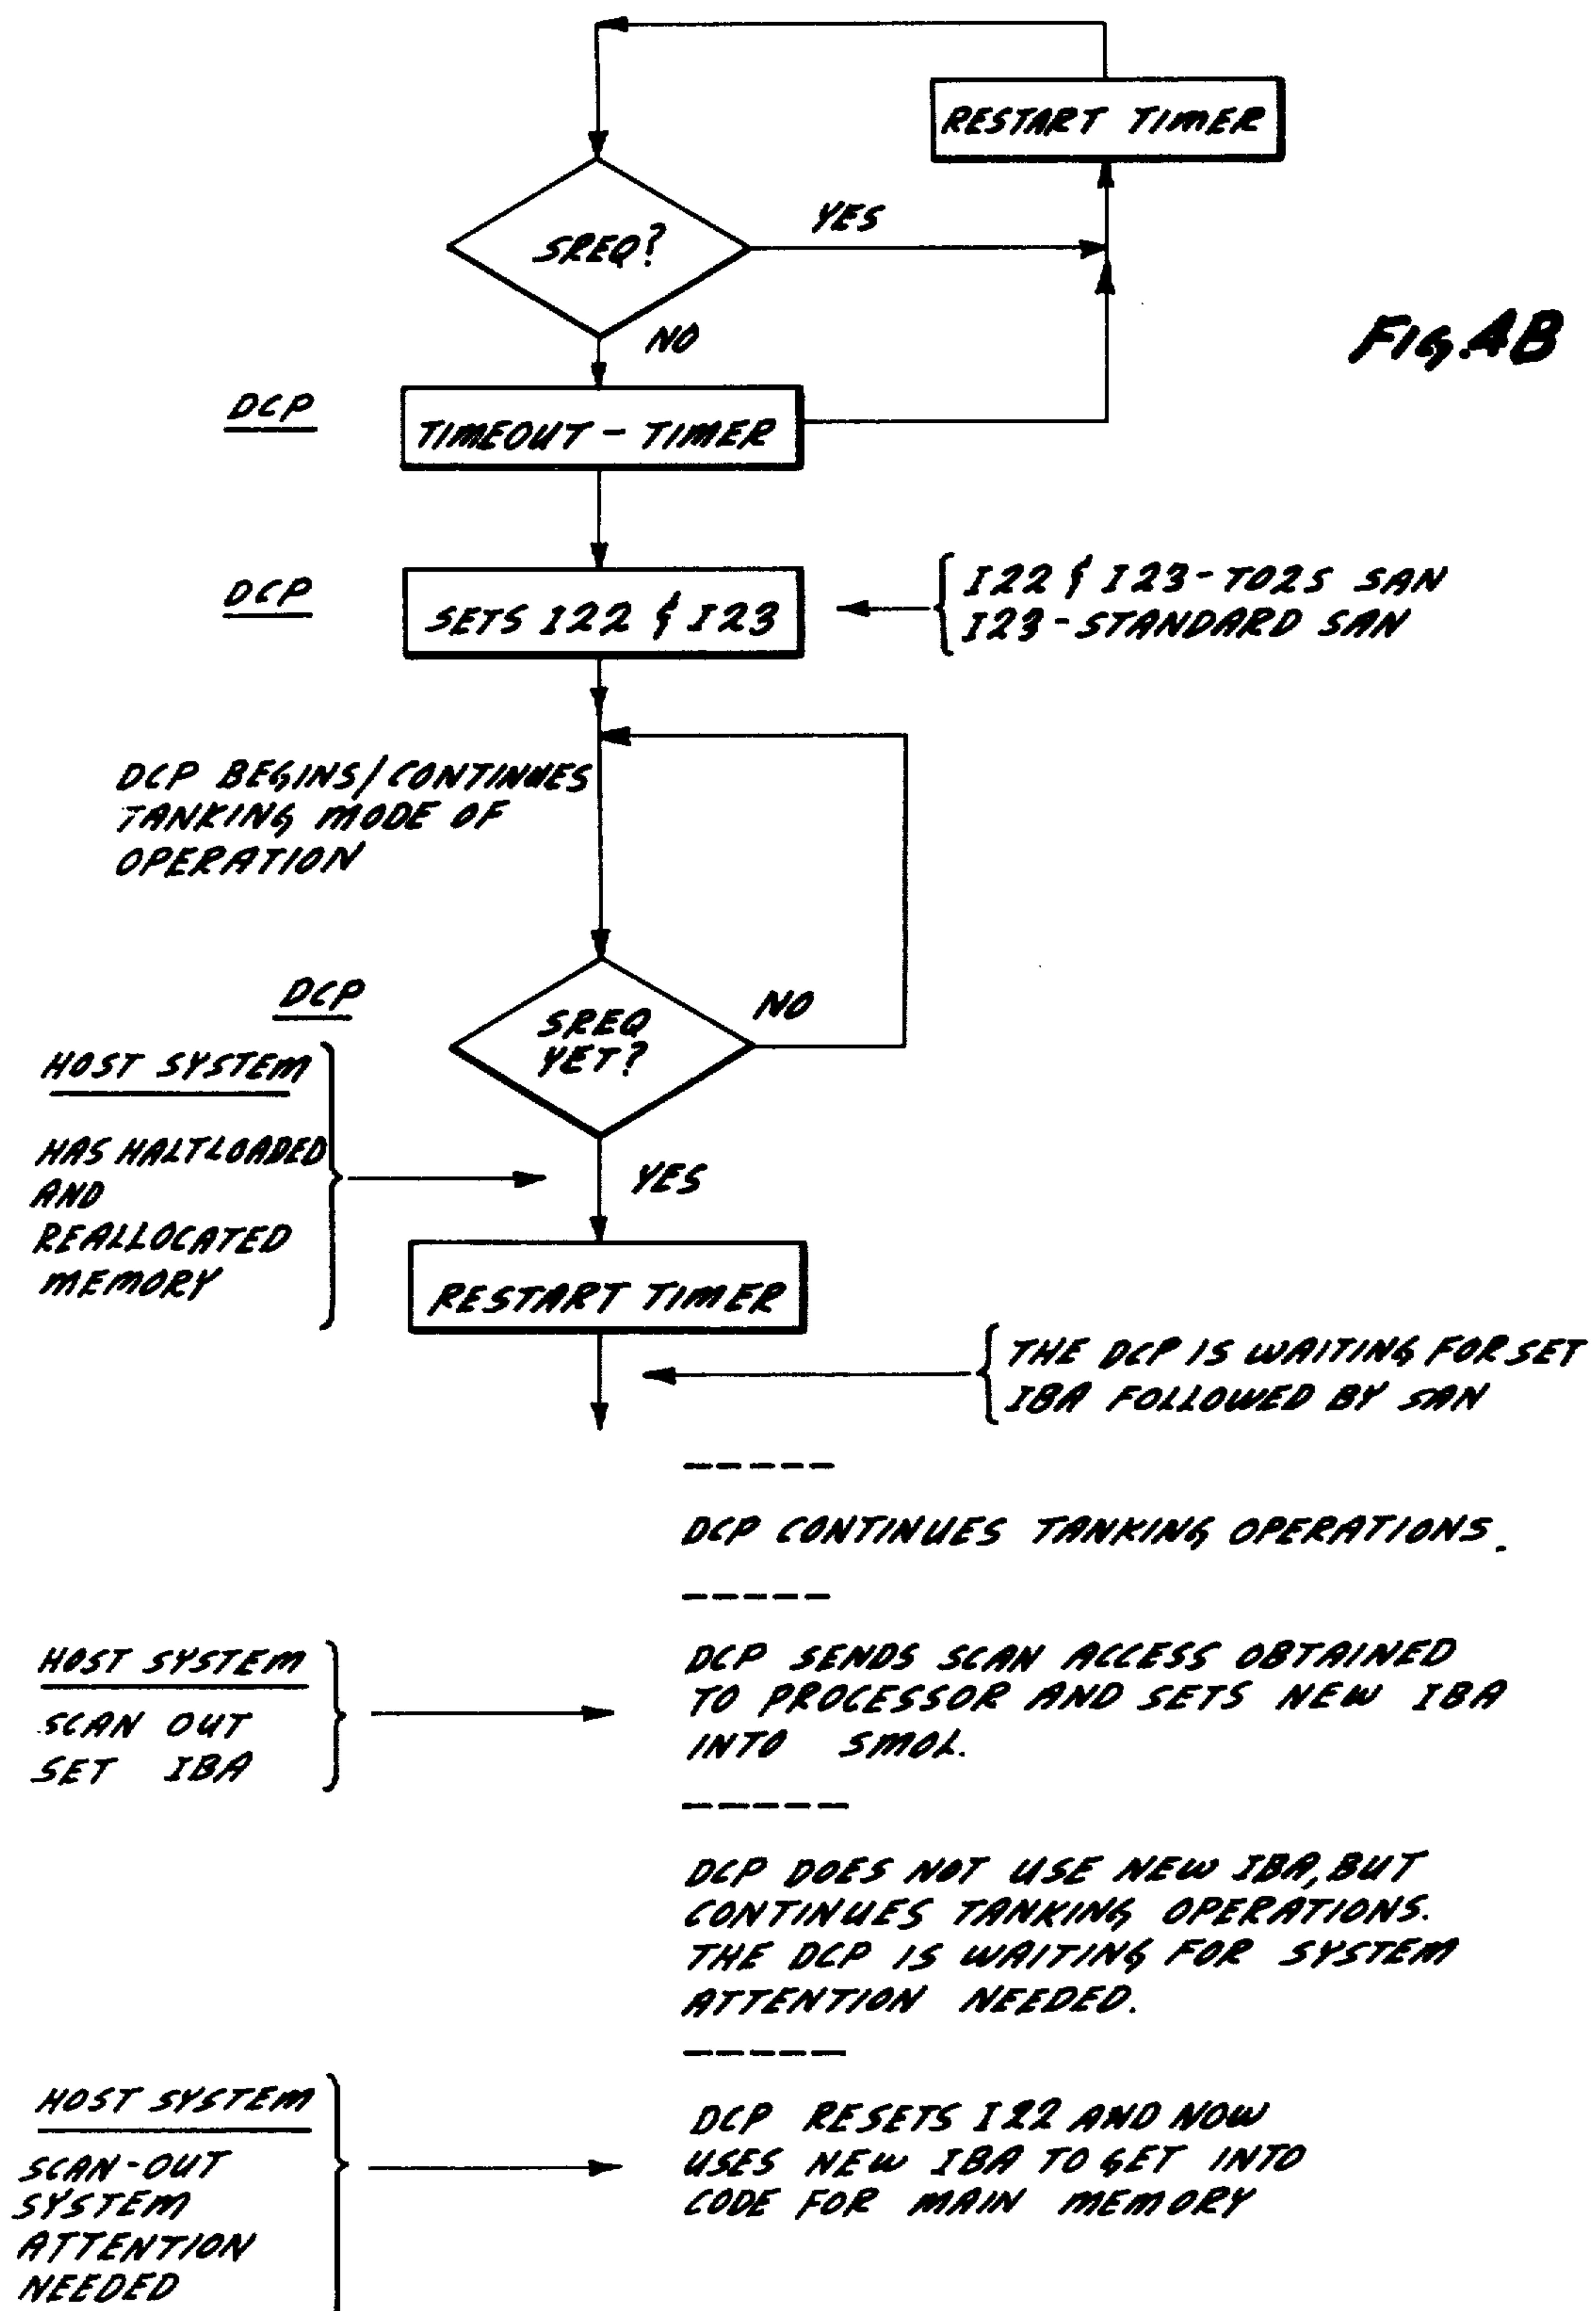 RESTART TIMER
SREQ?
YES
NO
FIG.4B
DCP
TIMEOUT - TIMER
DCP
SETS I22 & I23
I22 & I23 - TO2S SAN
I23 - STANDARD SAN
DCP BEGINS/CONTINUES
TANKING MODE OF
OPERATION
DCP
SREQ
YET?
NO
HOST SYSTEM
HAS HALTLOADED
AND
REALLOCATED
MEMORY
YES
RESTART TIMER
THE DCP IS WAITING FOR SET
IBA FOLLOWED BY SAN
DCP CONTINUES TANKING OPERATIONS.
HOST SYSTEM
SCAN OUT
SET IBA
DCP SENDS SCAN ACCESS OBTAINED
TO PROCESSOR AND SETS NEW IBA
INTO SMOL.
DCP DOES NOT USE NEW IBA, BUT
CONTINUES TANKING OPERATIONS.
THE DCP IS WAITING FOR SYSTEM
ATTENTION NEEDED.
HOST SYSTEM
SCAN-OUT
SYSTEM
ATTENTION
NEEDED
DCP RESETS I22 AND NOW
USES NEW IBA TO GET INTO
CODE FOR MAIN MEMORY